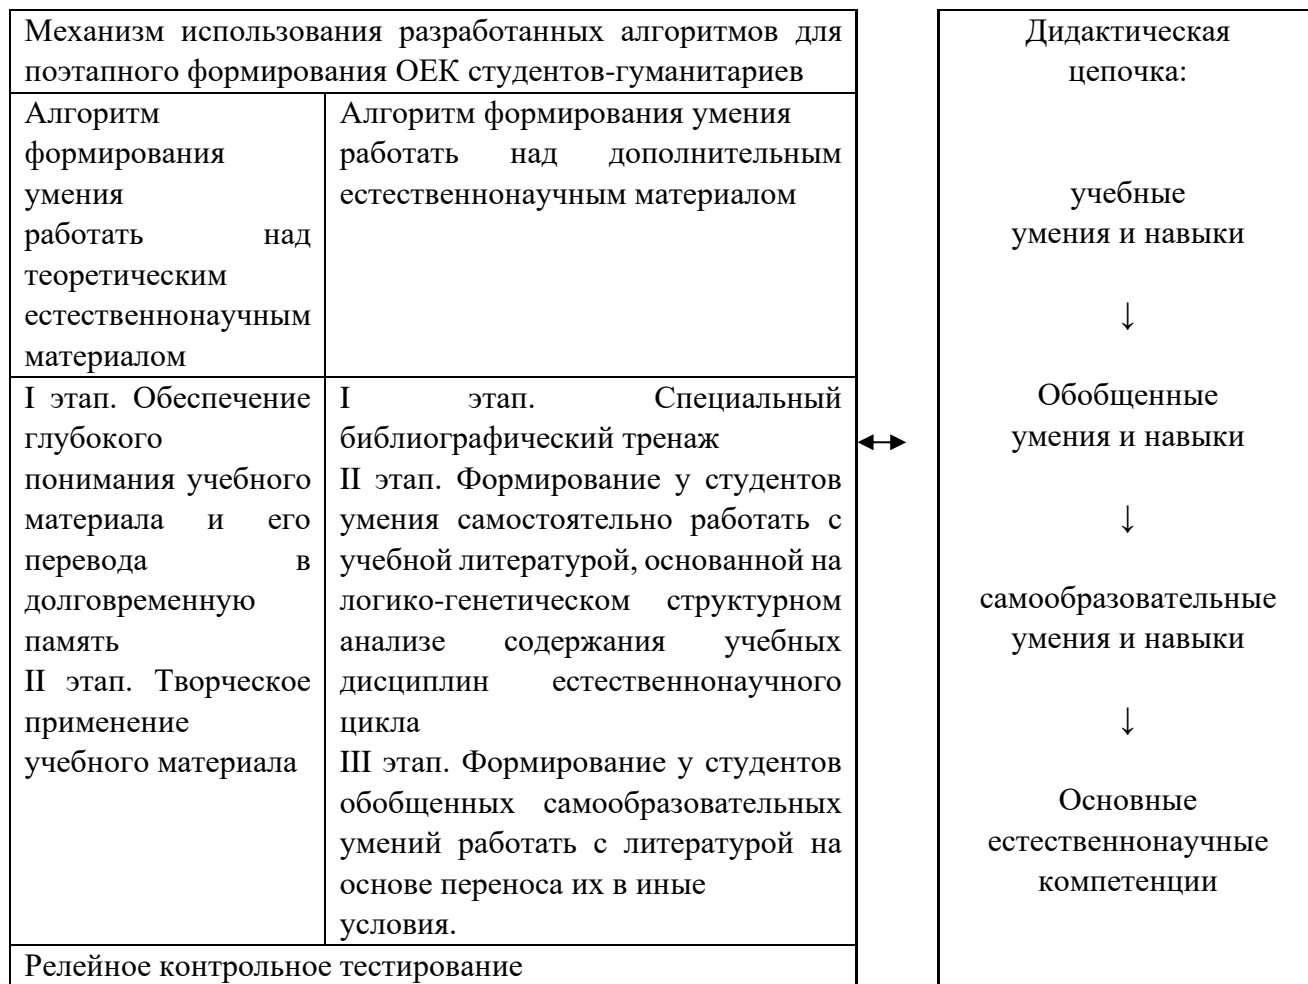 Механизм использования разработанных алгоритмов для
поэтапного формирования ОЕК студентов-гуманитариев
Алгоритм
формирования
умения
работать над
теоретическим
естественнонаучным
материалом
Алгоритм формирования умения
работать над дополнительным
естественнонаучным материалом
I этап. Обеспечение
глубокого
понимания учебного
материала и его
перевода в
долговременную
память
II этап. Творческое
применение
учебного материала
I этап. Специальный
библиографический тренаж
II этап. Формирование у студентов
умения самостоятельно работать с
учебной литературой, основанной на
логико-генетическом структурном
анализе содержания учебных
дисциплин естественнонаучного
цикла
III этап. Формирование у студентов
обобщенных самообразовательных
умений работать с литературой на
основе переноса их в иные
условия.
Релейное контрольное тестирование
↔
Дидактическая
цепочка:
учебные
умения и навыки
↓
Обобщенные
умения и навыки
↓
самообразовательные
умения и навыки
↓
Основные
естественнонаучные
компетенции